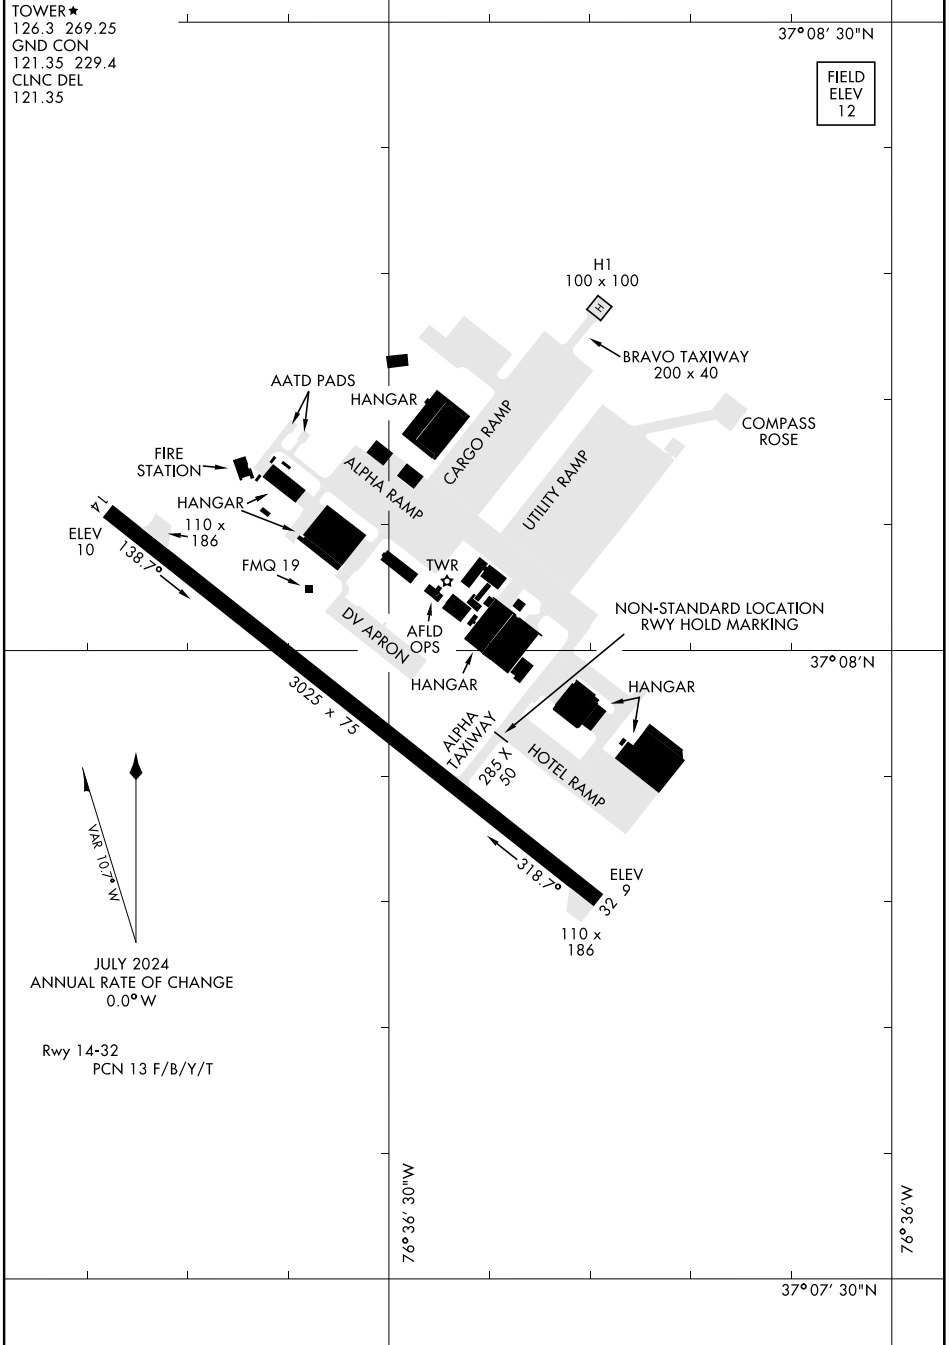 TOWER★
126.3 269.25
GND CON
121.35 229.4
CLNC DEL
121.35
37°08' 30"N
FIELD
ELEV
12
H1
100 x 100
H
BRAVO TAXIWAY
200 x 40
AATD PADS
HANGAR
CARGO RAMP
COMPASS
ROSE
FIRE
STATION
ALPHA RAMP
UTILITY RAMP
HANGAR
14
110 x
186
ELEV
10
138.7°
FMQ 19
TWR
NON-STANDARD LOCATION
RWY HOLD MARKING
DV APRON
AFLD
OPS
37°08'N
HANGAR
HANGAR
3025 x 75
ALPHA
TAXIWAY
285 X
50
HOTEL RAMP
VAR 10.7° W
318.7°
ELEV
9
32
110 x
186
JULY 2024
ANNUAL RATE OF CHANGE
0.0° W
Rwy 14-32
PCN 13 F/B/Y/T
76°36' 30"W
76°36'W
37°07' 30"N